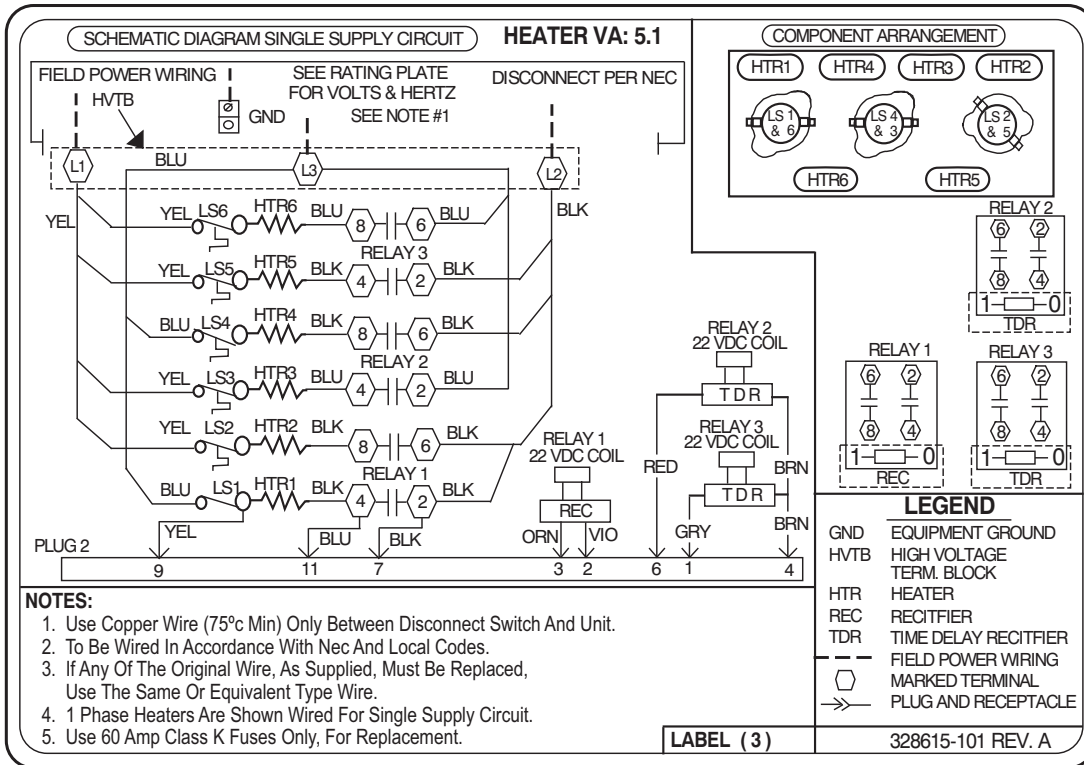 SCHEMATIC DIAGRAM SINGLE SUPPLY CIRCUIT
HEATER VA: 5.1
FIELD POWER WIRING
HVTB
GND
SEE RATING PLATE
FOR VOLTS & HERTZ
SEE NOTE #1
DISCONNECT PER NEC
L1
BLU
L3
L2
YEL
BLK
YEL LS6 HTR6 BLU 8 6 BLU
RELAY 3
YEL LS5 HTR5 BLK 4 2 BLK
BLU LS4 HTR4 BLK 8 6 BLK
RELAY 2
YEL LS3 HTR3 BLU 4 2 BLU
YEL LS2 HTR2 BLK 8 6 BLK
RELAY 1
BLU LS1 HTR1 BLK 4 2 BLK
YEL
BLU
BLK
RELAY 1
22 VDC COIL
REC
ORN
VIO
RELAY 2
22 VDC COIL
TDR
RELAY 3
22 VDC COIL
TDR
RED
BRN
GRY
BRN
PLUG 2
9 11 7 3 2 6 1 4
COMPONENT ARRANGEMENT
HTR1 HTR4 HTR3 HTR2
LS 1
& 6
LS 4
& 3
LS 2
& 5
HTR6 HTR5
RELAY 2
6 2
8 4
1 0
TDR
RELAY 1
6 2
8 4
1 0
REC
RELAY 3
6 2
8 4
1 0
TDR
LEGEND
GND EQUIPMENT GROUND
HVTB HIGH VOLTAGE
TERM. BLOCK
HTR HEATER
REC RECITFIER
TDR TIME DELAY RECITFIER
FIELD POWER WIRING
MARKED TERMINAL
PLUG AND RECEPTACLE
NOTES:
1. Use Copper Wire (75ºc Min) Only Between Disconnect Switch And Unit.
2. To Be Wired In Accordance With Nec And Local Codes.
3. If Any Of The Original Wire, As Supplied, Must Be Replaced,
Use The Same Or Equivalent Type Wire.
4. 1 Phase Heaters Are Shown Wired For Single Supply Circuit.
5. Use 60 Amp Class K Fuses Only, For Replacement.
LABEL ( 3 )
328615-101 REV. A